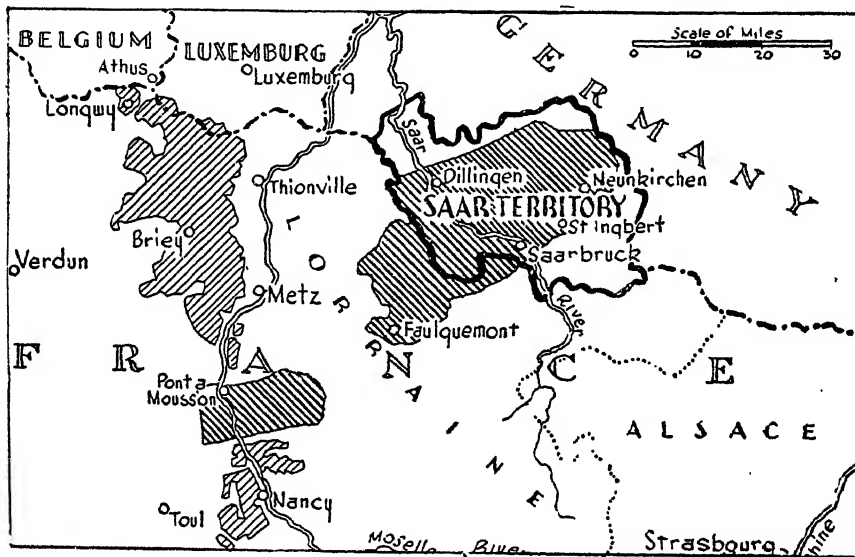 BELGIUM
Athus
LUXEMBURG
Luxemburg
GERMANY
Scale of Miles
0 10 20 30
Longwy
Saar
Thionville
Dillingen
Neunkirchen
SAAR TERRITORY
St Ingbert
Briey
Saarbruck
Verdun
Metz
River
LORRAINE
Faulquemont
FRANCE
Pont a
Mousson
ALSACE
Nancy
Toul
Moselle River
Strasbourg
hine